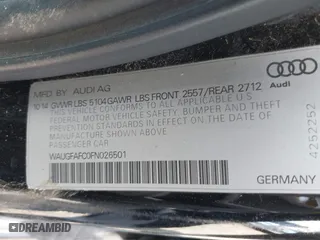 MFD BY AUDI AG
10 14 GVWR LBS 5104 GAWR LBS FRONT 2557/REAR 2712
THIS VEHICLE CONFORMS TO ALL APPLICABLE U.S.
FEDERAL MOTOR VEHICLE SAFETY, BUMPER AND THEFT
PREVENTION STANDARDS IN EFFECT ON THE DATE OF
MANUFACTURE SHOWN ABOVE.
PASSENGER CAR
WAUGFAFC0FN026501
GERMANY
4252252
©DREAMBID